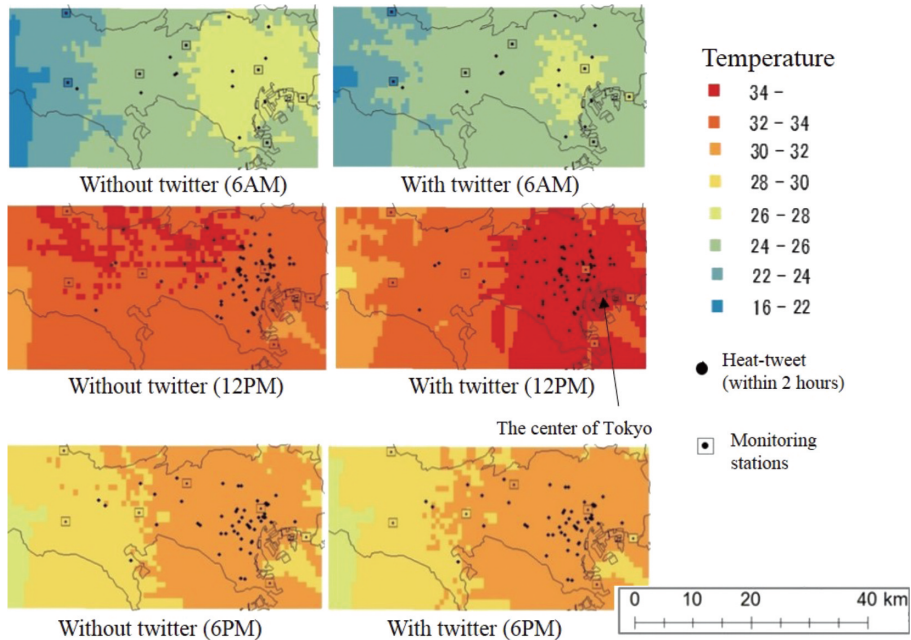 Without twitter (6AM)
With twitter (6AM)
Without twitter (12PM)
With twitter (12PM)
The center of Tokyo
Without twitter (6PM)
With twitter (6PM)
Temperature
34 -
32 - 34
30 - 32
28 - 30
26 - 28
24 - 26
22 - 24
16 - 22
Heat-tweet
(within 2 hours)
Monitoring
stations
0 10 20 40 km